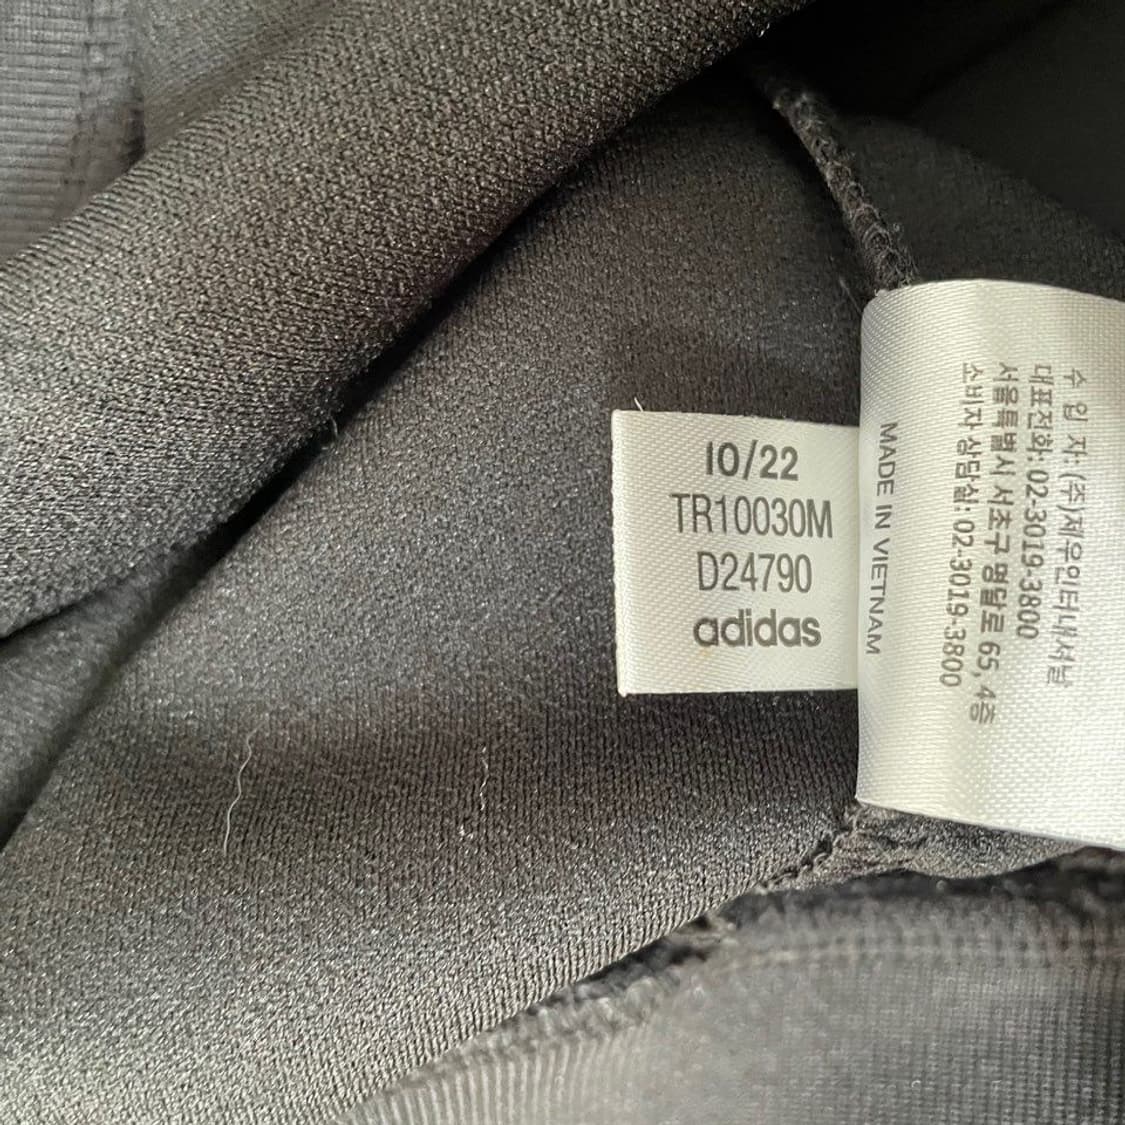 10/22
TR10030M
D24790
adidas
MADE IN VIETNAM
수 입 자: (주)제우인터내셔널
대표전화: 02-3019-3800
서울특별시 서초구 명달로 65, 4층
소비자 상담실: 02-3019-3800